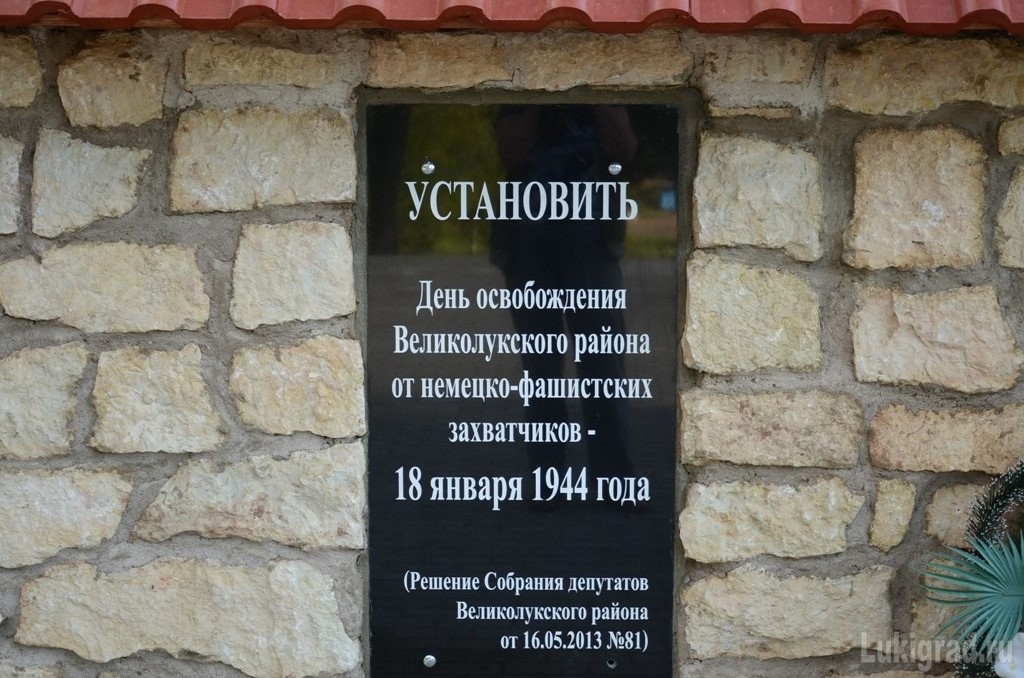 УСТАНОВИТЬ
День освобождения
Великолукского района
от немецко-фашистских
захватчиков -
18 января 1944 года
(Решение Собрания депутатов
Великолукского района
от 16.05.2013 №81)
Lukigrad.ru